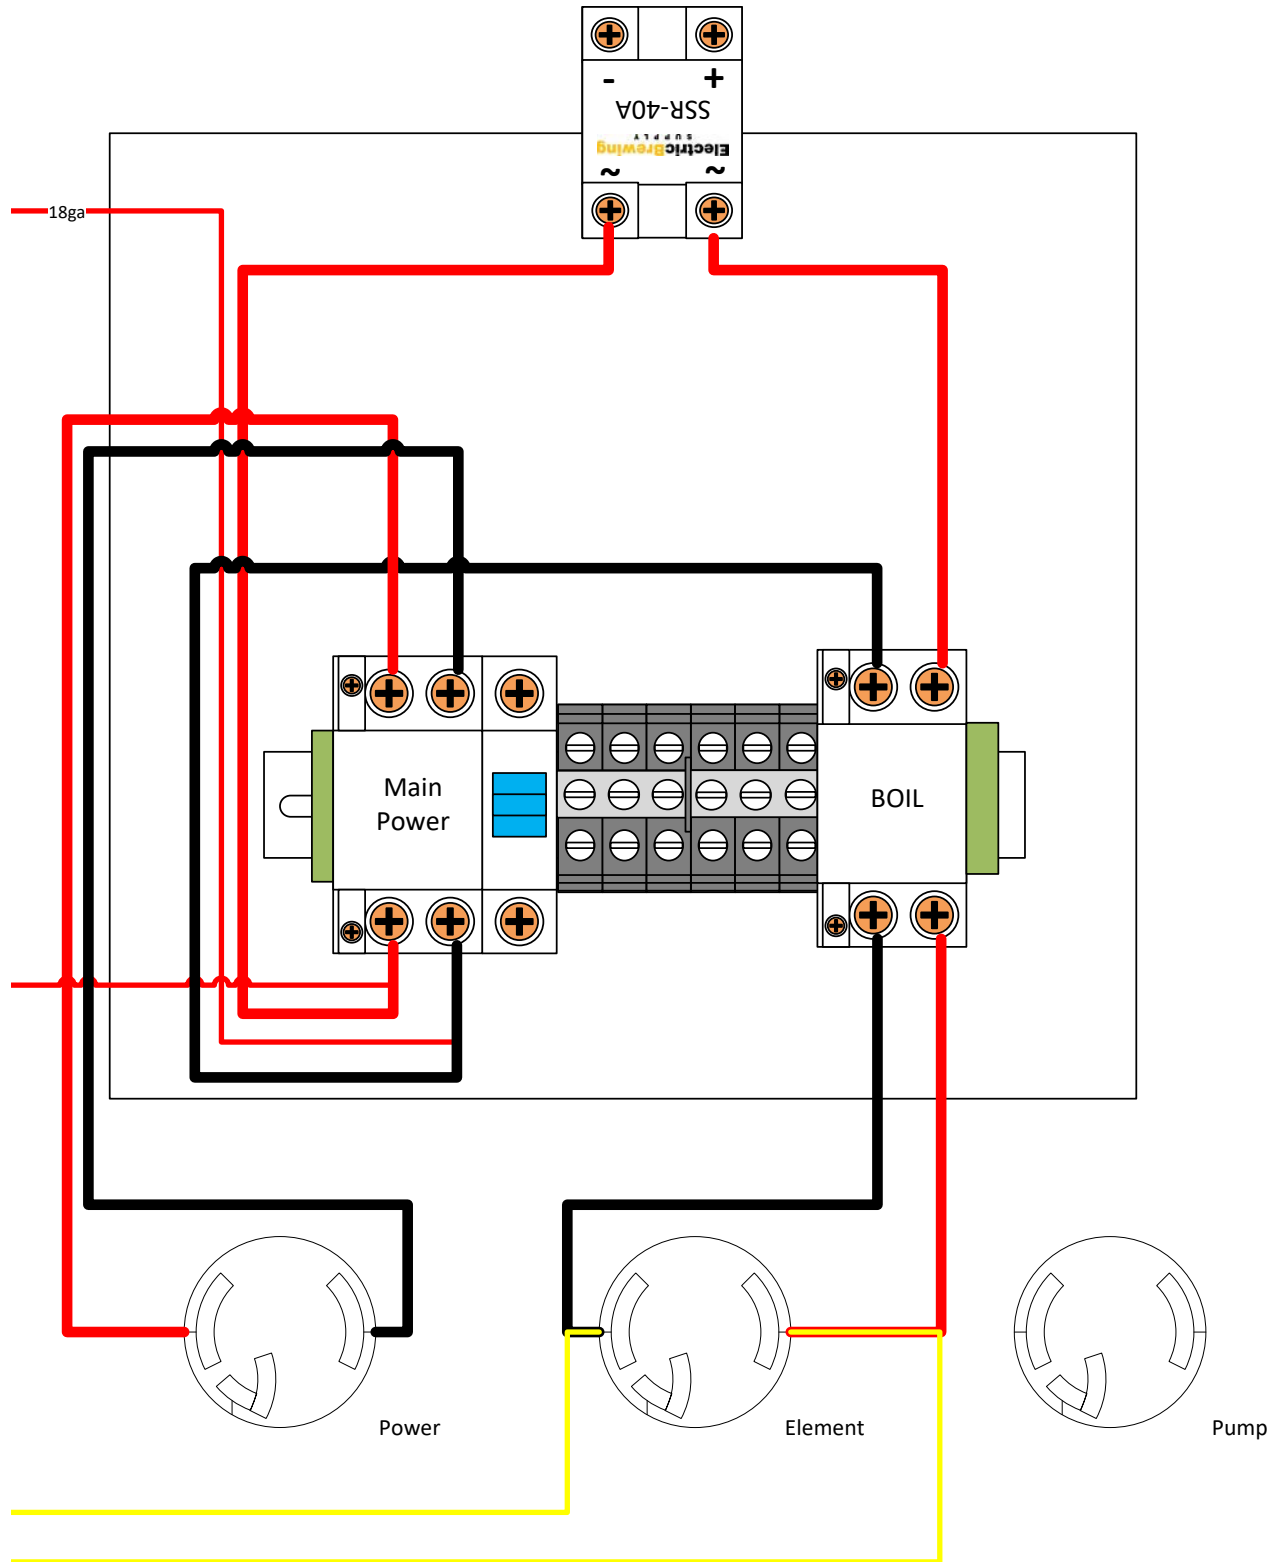 - +
SSR-40A
SUPPLY
ElectricBrewing
~ ~
18ga
Main
Power
BOIL
Power
Element
Pump